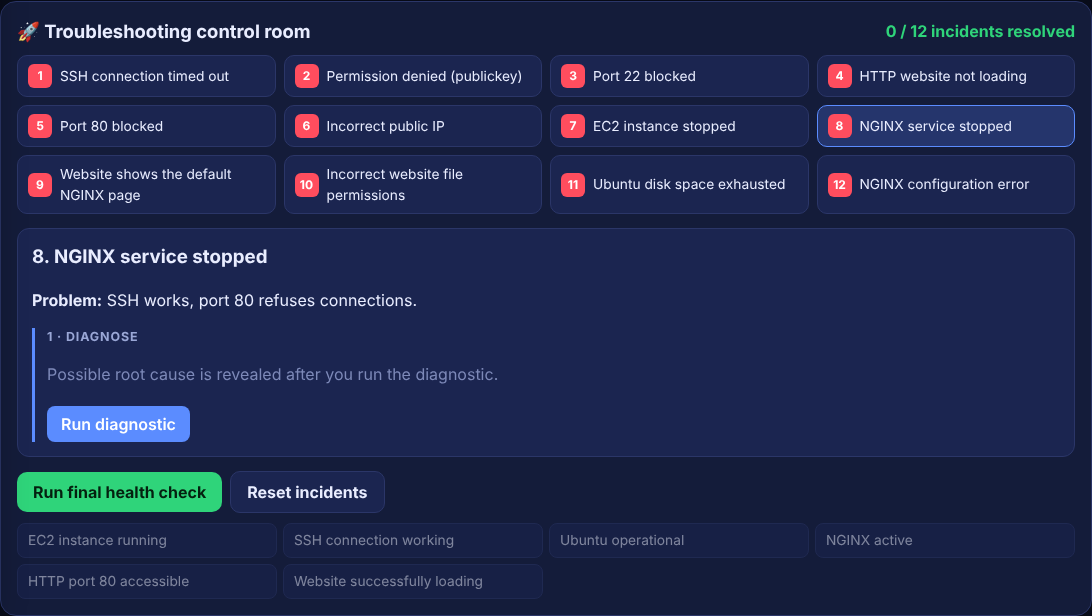 🚀 Troubleshooting control room
0 / 12 incidents resolved
1 SSH connection timed out
2 Permission denied (publickey)
3 Port 22 blocked
4 HTTP website not loading
5 Port 80 blocked
6 Incorrect public IP
7 EC2 instance stopped
8 NGINX service stopped
9 Website shows the default
NGINX page
10 Incorrect website file
permissions
11 Ubuntu disk space exhausted
12 NGINX configuration error
8. NGINX service stopped
Problem: SSH works, port 80 refuses connections.
1 · DIAGNOSE
Possible root cause is revealed after you run the diagnostic.
Run diagnostic
Run final health check
Reset incidents
EC2 instance running
SSH connection working
Ubuntu operational
NGINX active
HTTP port 80 accessible
Website successfully loading